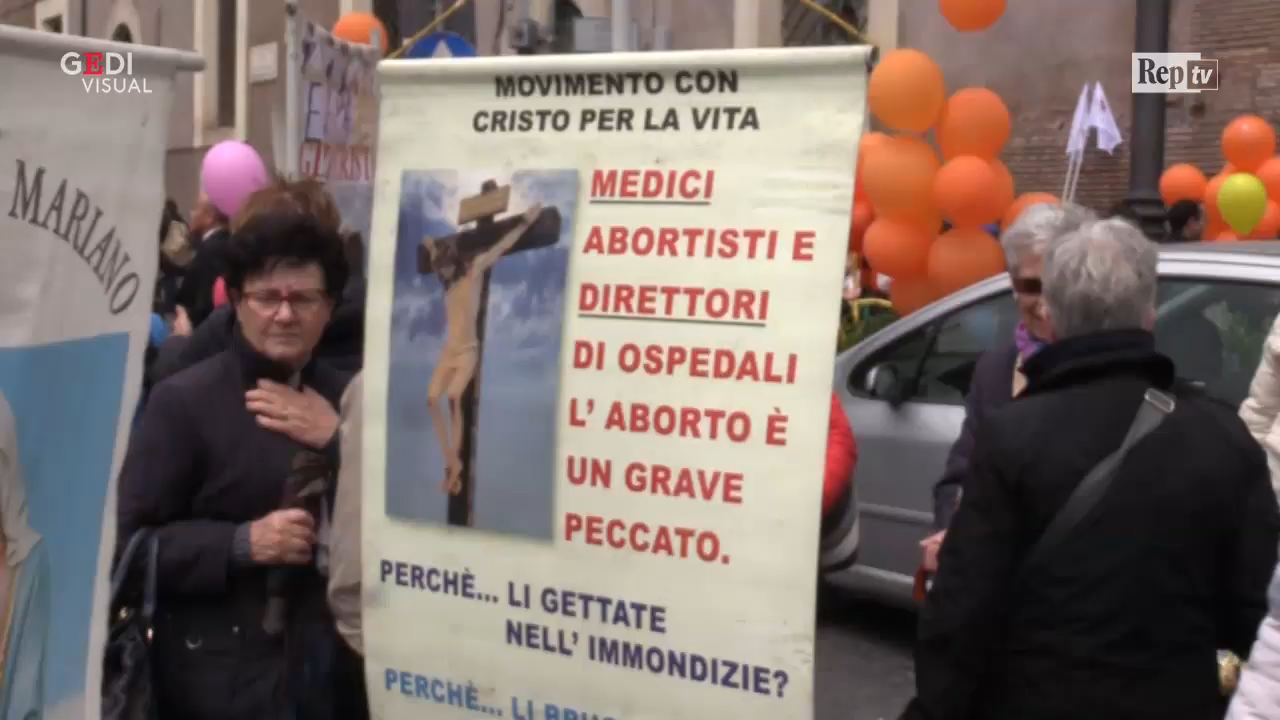 GEDI
VISUAL
Rep tv
MARIANO
MOVIMENTO CON
CRISTO PER LA VITA
MEDICI
ABORTISTI E
DIRETTORI
DI OSPEDALI
L' ABORTO È
UN GRAVE
PECCATO.
PERCHÈ... LI GETTATE
NELL' IMMONDIZIE?
PERCHÈ... LI